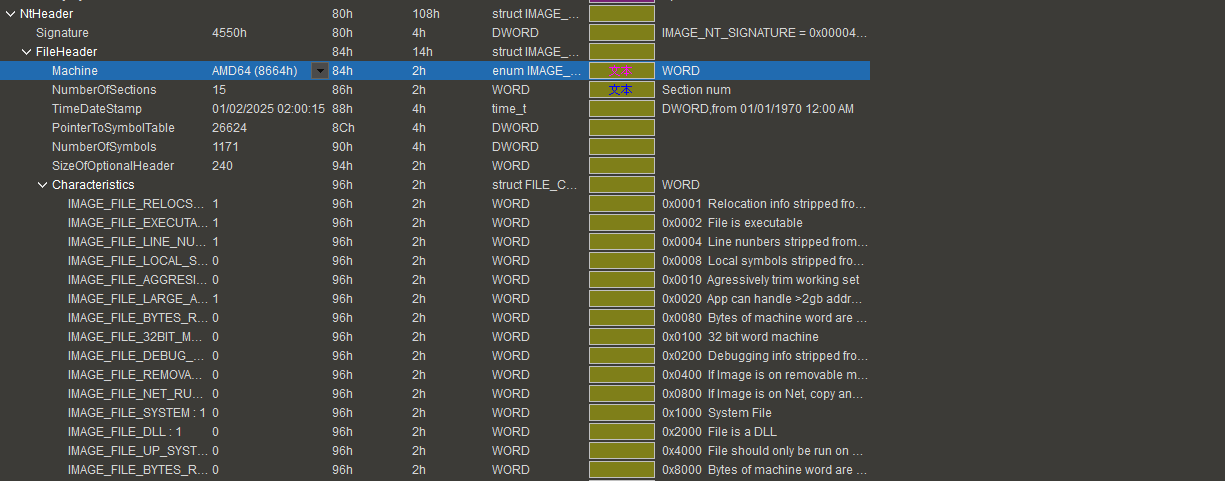 NtHeader 80h 108h struct IMAGE_...
Signature 4550h 80h 4h DWORD IMAGE_NT_SIGNATURE = 0x00004...
FileHeader 84h 14h struct IMAGE_...
Machine AMD64 (8664h) 84h 2h enum IMAGE_... 文本 WORD
NumberOfSections 15 86h 2h WORD 文本 Section num
TimeDateStamp 01/02/2025 02:00:15 88h 4h time_t DWORD,from 01/01/1970 12:00 AM
PointerToSymbolTable 26624 8Ch 4h DWORD
NumberOfSymbols 1171 90h 4h DWORD
SizeOfOptionalHeader 240 94h 2h WORD
Characteristics 96h 2h struct FILE_C... WORD
IMAGE_FILE_RELOCS... 1 96h 2h WORD 0x0001 Relocation info stripped fro...
IMAGE_FILE_EXECUTA... 1 96h 2h WORD 0x0002 File is executable
IMAGE_FILE_LINE_NU... 1 96h 2h WORD 0x0004 Line nunbers stripped from...
IMAGE_FILE_LOCAL_S... 0 96h 2h WORD 0x0008 Local symbols stripped fro...
IMAGE_FILE_AGGRESI... 0 96h 2h WORD 0x0010 Agressively trim working set
IMAGE_FILE_LARGE_A... 1 96h 2h WORD 0x0020 App can handle >2gb addr...
IMAGE_FILE_BYTES_R... 0 96h 2h WORD 0x0080 Bytes of machine word are ...
IMAGE_FILE_32BIT_M... 0 96h 2h WORD 0x0100 32 bit word machine
IMAGE_FILE_DEBUG_... 0 96h 2h WORD 0x0200 Debugging info stripped fro...
IMAGE_FILE_REMOVA... 0 96h 2h WORD 0x0400 If Image is on removable m...
IMAGE_FILE_NET_RU... 0 96h 2h WORD 0x0800 If Image is on Net, copy an...
IMAGE_FILE_SYSTEM : 1 0 96h 2h WORD 0x1000 System File
IMAGE_FILE_DLL : 1 0 96h 2h WORD 0x2000 File is a DLL
IMAGE_FILE_UP_SYST... 0 96h 2h WORD 0x4000 File should only be run on ...
IMAGE_FILE_BYTES_R... 0 96h 2h WORD 0x8000 Bytes of machine word are ...